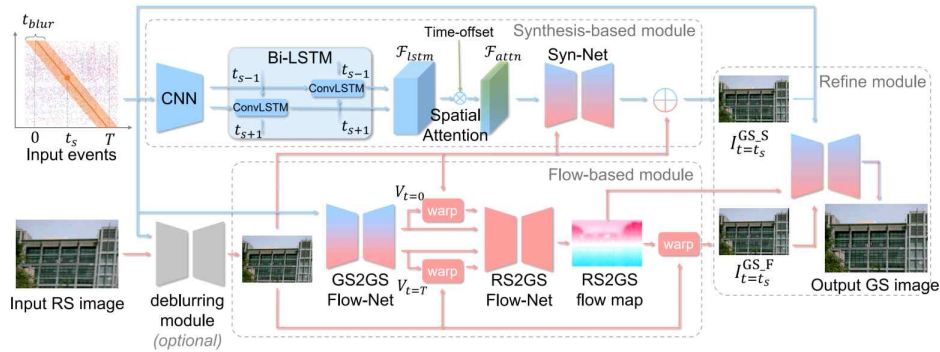 t_blur
0 t_s T
Input events
Synthesis-based module
CNN
Bi-LSTM
t_{s-1}
t_{s-1}
ConvLSTM
ConvLSTM
t_{s+1}
t_{s+1}
F_lstm
Time-offset
Spatial
Attention
F_attn
Syn-Net
Refine module
I_{t=t_s}^{GS_S}
Flow-based module
Input RS image
deblurring
module
(optional)
GS2GS
Flow-Net
V_{t=0}
warp
warp
V_{t=T}
RS2GS
Flow-Net
RS2GS
flow map
warp
I_{t=t_s}^{GS_F}
Output GS image